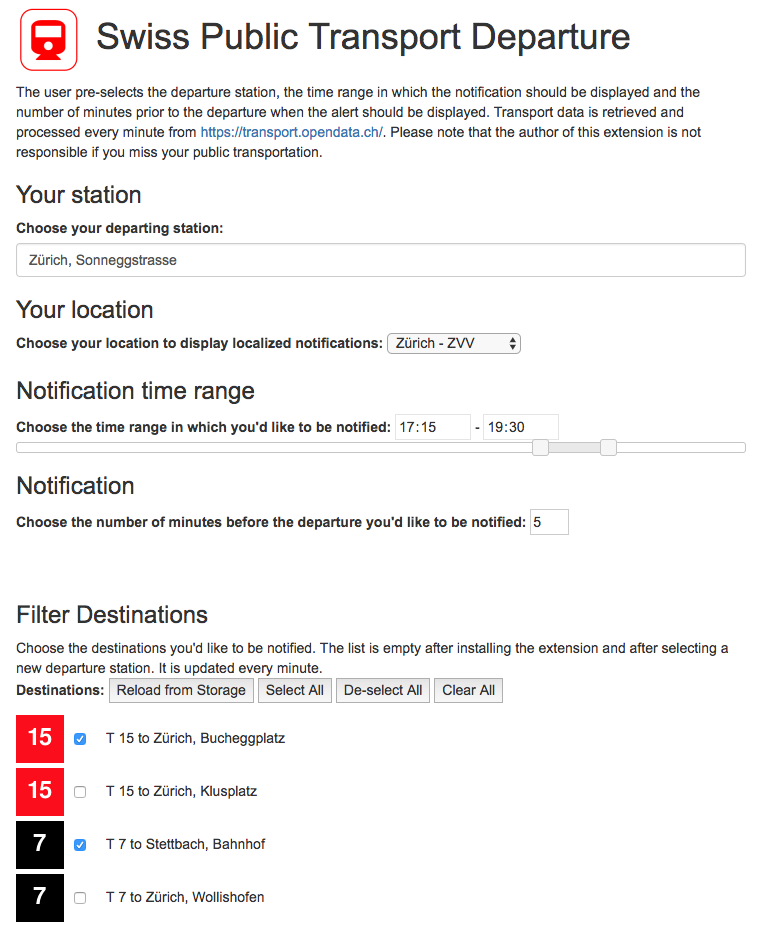 Swiss Public Transport Departure
The user pre-selects the departure station, the time range in which the notification should be displayed and the
number of minutes prior to the departure when the alert should be displayed. Transport data is retrieved and
processed every minute from https://transport.opendata.ch/. Please note that the author of this extension is not
responsible if you miss your public transportation.
Your station
Choose your departing station:
Zürich, Sonneggstrasse
Your location
Choose your location to display localized notifications: Zürich - ZVV
Notification time range
Choose the time range in which you'd like to be notified: 17:15 - 19:30
Notification
Choose the number of minutes before the departure you'd like to be notified: 5
Filter Destinations
Choose the destinations you'd like to be notified. The list is empty after installing the extension and after selecting a
new departure station. It is updated every minute.
Destinations: Reload from Storage Select All De-select All Clear All
15 T 15 to Zürich, Bucheggplatz
15 T 15 to Zürich, Klusplatz
7 T 7 to Stettbach, Bahnhof
7 T 7 to Zürich, Wollishofen